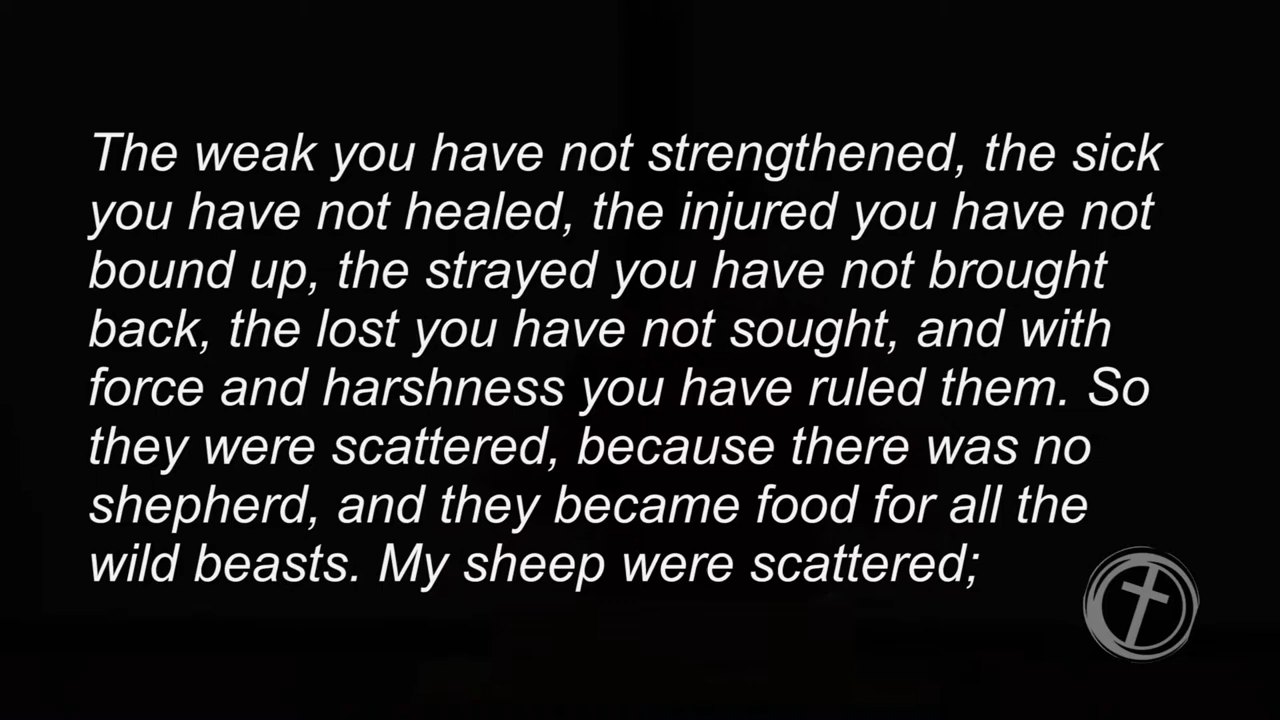 The weak you have not strengthened, the sick
you have not healed, the injured you have not
bound up, the strayed you have not brought
back, the lost you have not sought, and with
force and harshness you have ruled them. So
they were scattered, because there was no
shepherd, and they became food for all the
wild beasts. My sheep were scattered;